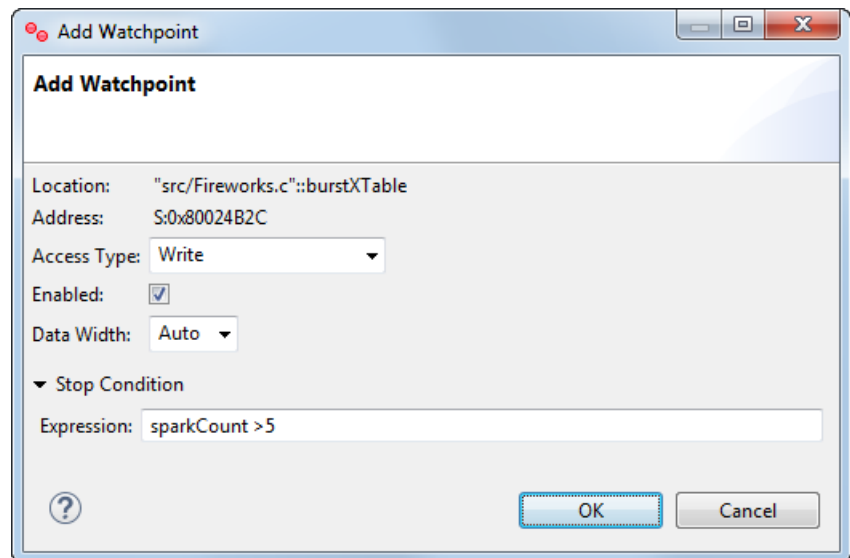 Add Watchpoint
Add Watchpoint
Location: "src/Fireworks.c"::burstXTable
Address: S:0x80024B2C
Access Type: Write
Enabled:
Data Width: Auto
Stop Condition
Expression: sparkCount >5
?
OK Cancel